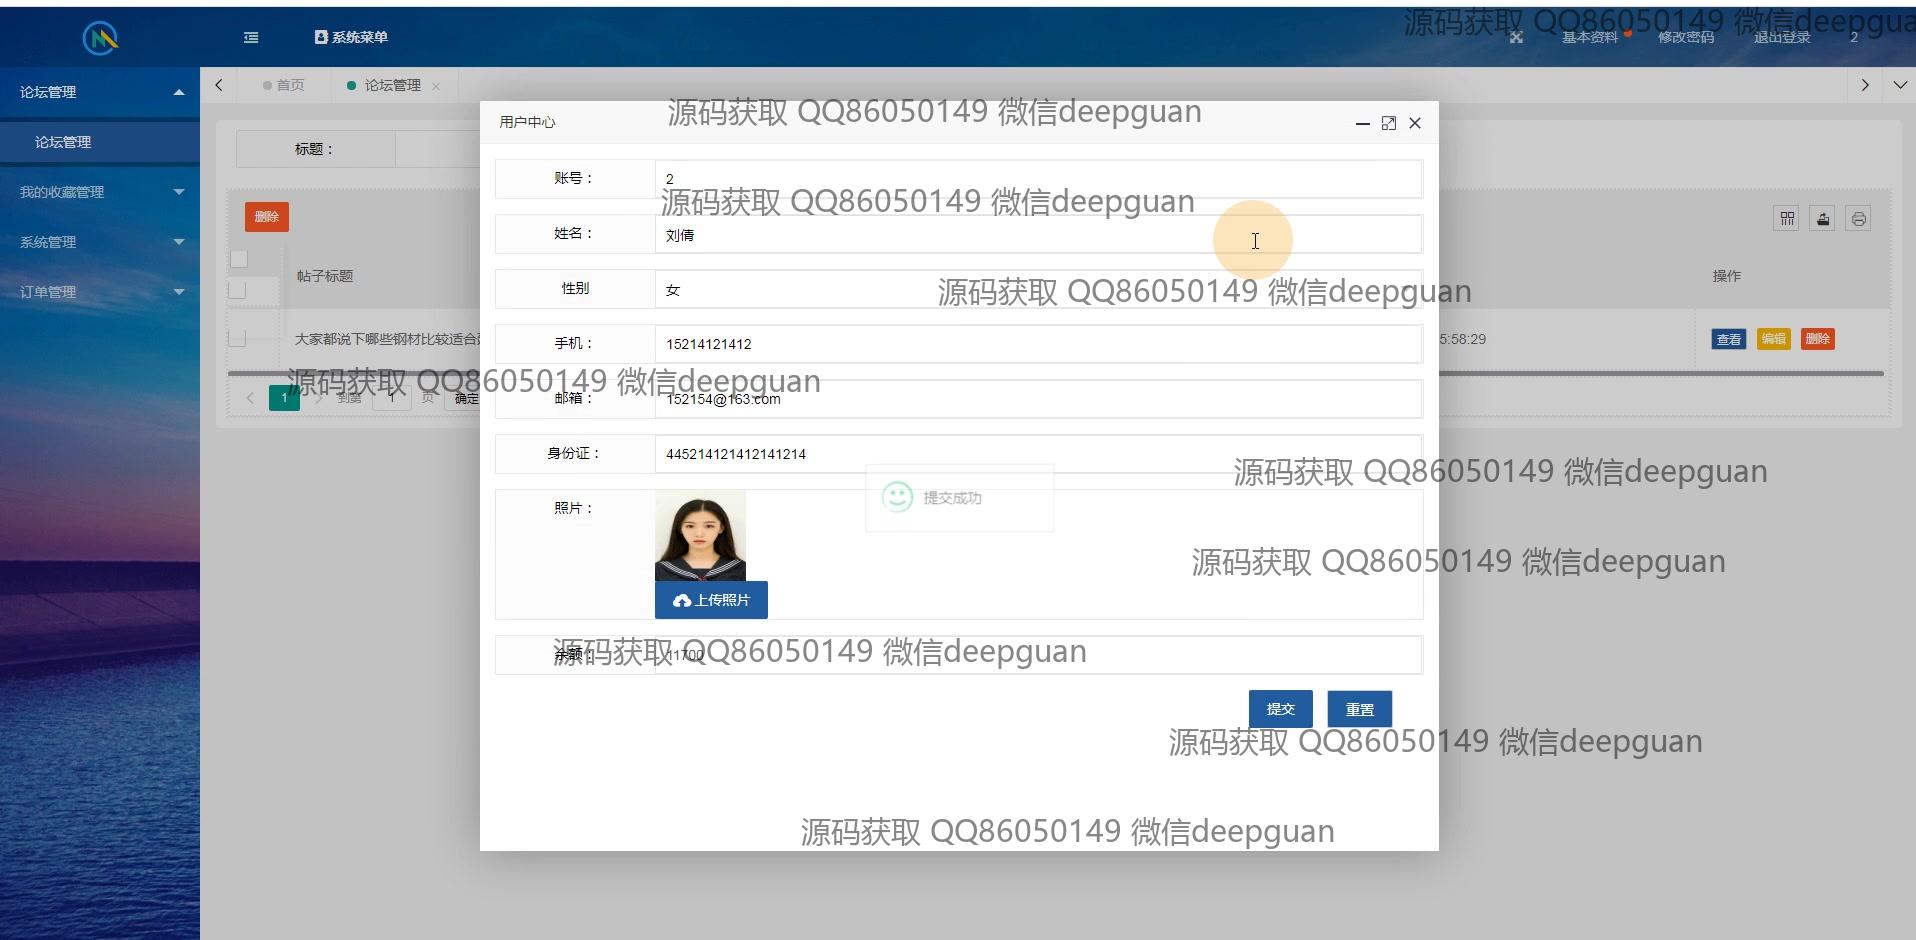 源码获取 QQ86050149 微信deepgua
系统菜单
基本资料 修改密码 退出登录 2
论坛管理
首页 论坛管理
源码获取 QQ86050149 微信deepguan
用户中心
论坛管理
标题：
账号： 2
源码获取 QQ86050149 微信deepguan
我的收藏管理
删除
姓名： 刘倩
系统管理
帖子标题
操作
性别 女
源码获取 QQ86050149 微信deepguan
订单管理
大家都说下哪些钢材比较适合
5:58:29
查看 编辑 删除
手机： 15214121412
源码获取 QQ86050149 微信deepguan
1 到第 1 页 确定
邮箱： 152154@163.com
身份证： 445214121412141214
源码获取 QQ86050149 微信deepguan
提交成功
照片：
源码获取 QQ86050149 微信deepguan
上传照片
余额： 11700
源码获取 QQ86050149 微信deepguan
提交 重置
源码获取 QQ86050149 微信deepguan
源码获取 QQ86050149 微信deepguan